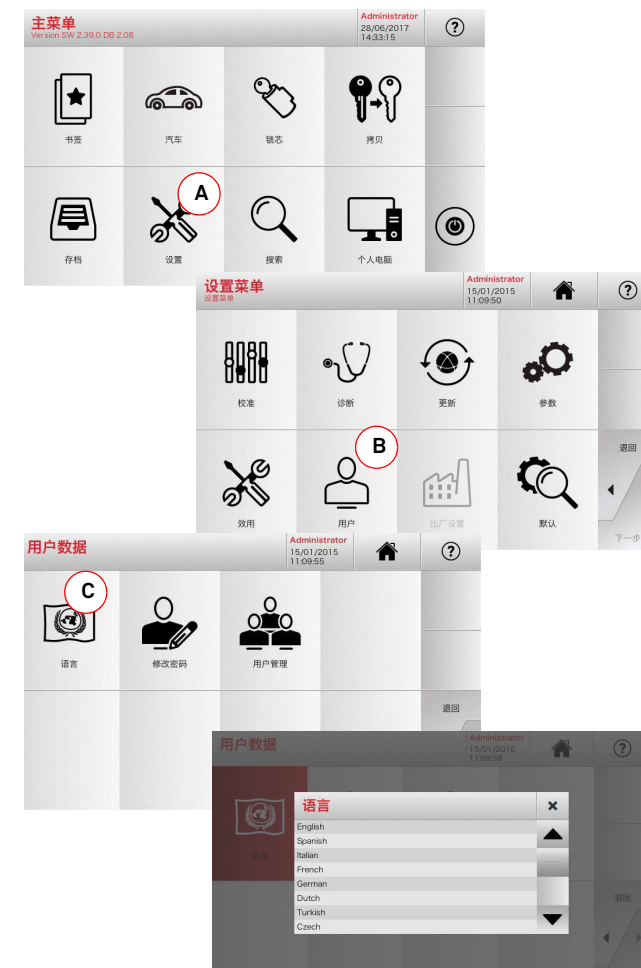 主菜单
Version SW 2.39.0 DB 2.08
Administrator
28/06/2017
14:33:15
?
书签
汽车
锁芯
拷贝
A
存档
设置
搜索
个人电脑
设置菜单
设置菜单
Administrator
15/01/2015
11:09:50
?
校准
诊断
更新
参数
B
退回
效用
用户
出厂设置
默认
下一步
用户数据
Administrator
15/01/2015
11:09:55
?
C
语言
修改密码
用户管理
退回
用户数据
Administrator
15/01/2015
11:09:59
?
语言
语言
English
Spanish
Italian
French
German
Dutch
Turkish
Czech
退回